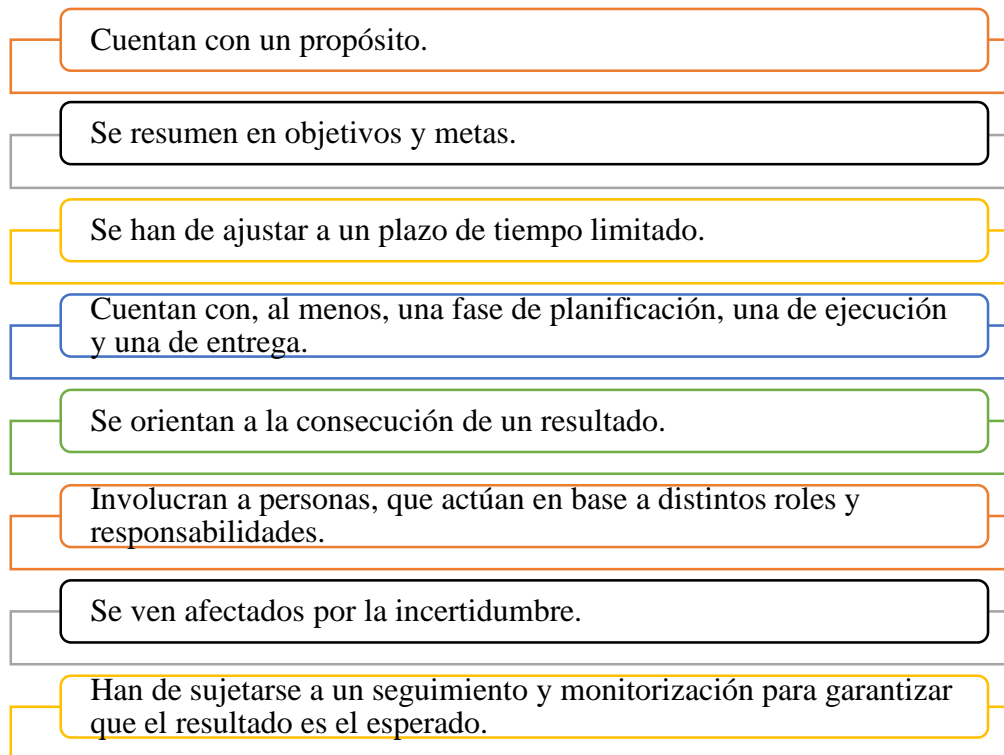 Cuentan con un propósito.
Se resumen en objetivos y metas.
Se han de ajustar a un plazo de tiempo limitado.
Cuentan con, al menos, una fase de planificación, una de ejecución
y una de entrega.
Se orientan a la consecución de un resultado.
Involucran a personas, que actúan en base a distintos roles y
responsabilidades.
Se ven afectados por la incertidumbre.
Han de sujetarse a un seguimiento y monitorización para garantizar
que el resultado es el esperado.